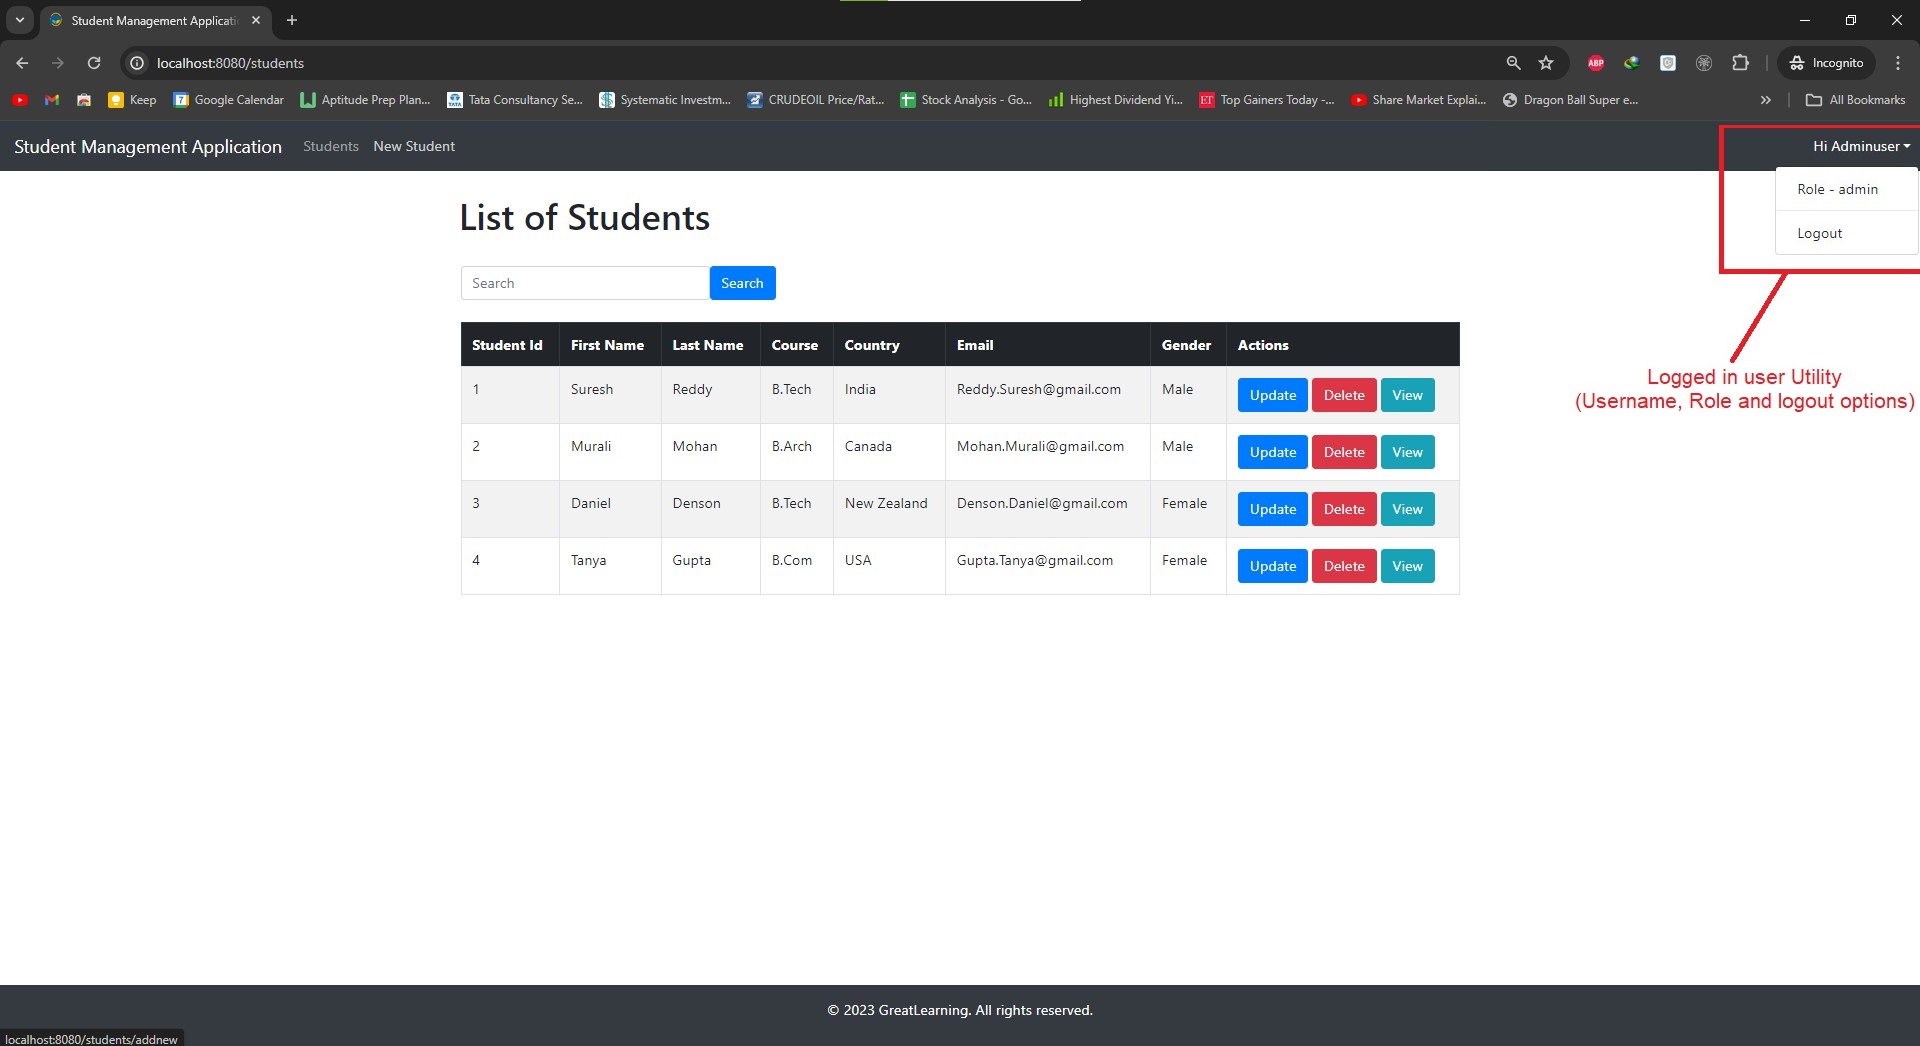 Student Management Applicati
localhost:8080/students
ABP
Incognito
Keep
7 Google Calendar
Aptitude Prep Plan...
TATA Tata Consultancy Se...
Systematic Investm...
CRUDEOIL Price/Rat...
Stock Analysis - Go...
Highest Dividend Yi...
ET Top Gainers Today -...
Share Market Explai...
Dragon Ball Super e...
All Bookmarks
Student Management Application Students New Student Hi Adminuser
Role - admin
Logout
List of Students
Search Search
Student Id First Name Last Name Course Country Email Gender Actions
1 Suresh Reddy B.Tech India Reddy.Suresh@gmail.com Male Update Delete View
2 Murali Mohan B.Arch Canada Mohan.Murali@gmail.com Male Update Delete View
3 Daniel Denson B.Tech New Zealand Denson.Daniel@gmail.com Female Update Delete View
4 Tanya Gupta B.Com USA Gupta.Tanya@gmail.com Female Update Delete View
Logged in user Utility
(Username, Role and logout options)
© 2023 GreatLearning. All rights reserved.
localhost:8080/students/addnew